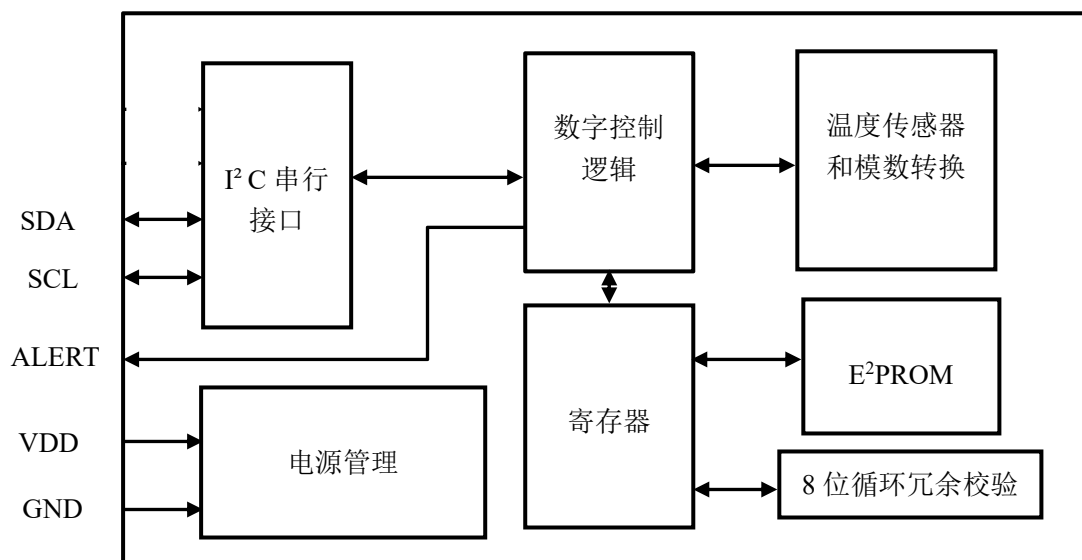 数字控制
逻辑
温度传感器
和模数转换
I² C 串行
接口
SDA
SCL
ALERT
E²PROM
寄存器
VDD
电源管理
8 位循环冗余校验
GND